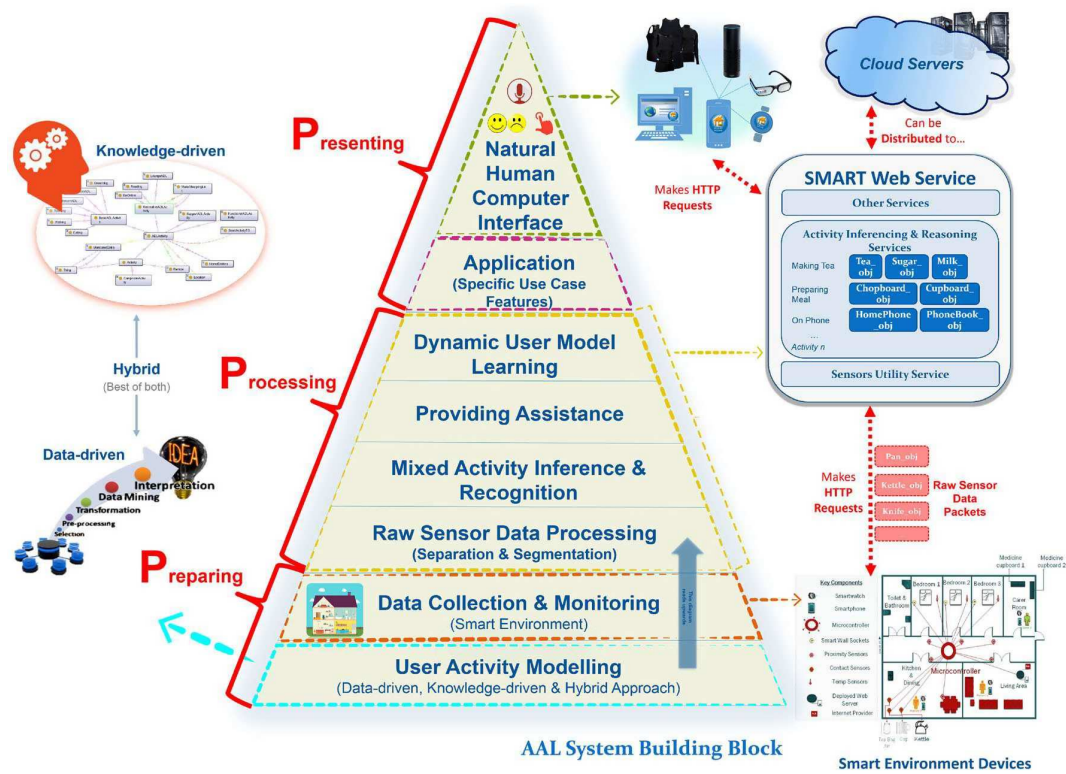 Presenting
Natural
Human
Computer
Interface
Application
(Specific Use Case
Features)
Processing
Dynamic User Model
Learning
Providing Assistance
Mixed Activity Inference &
Recognition
Raw Sensor Data Processing
(Separation & Segmentation)
Preparing
Data Collection & Monitoring
(Smart Environment)
User Activity Modelling
(Data-driven, Knowledge-driven & Hybrid Approach)
AAL System Building Block
Knowledge-driven
Hybrid
(Best of both)
Data-driven
IDEA
Interpretation
Data Mining
Transformation
Pre-processing
Selection
Cloud Servers
Can be
Distributed to...
Makes HTTP
Requests
SMART Web Service
Other Services
Activity Inferencing & Reasoning
Services
Making Tea
Tea_
obj
Sugar_
obj
Milk_
obj
Preparing
Meal
Chopboard_
obj
Cupboard_
obj
On Phone
HomePhone
_obj
PhoneBook_
obj
...
Activity n
Sensors Utility Service
Makes
HTTP
Requests
Pan_obj
Kettle_obj
Knife_obj
Raw Sensor
Data
Packets
Key Components
Smartwatch
Smartphone
Microcontroller
Smart Wall Sockets
Proximity Sensors
Contact Sensors
Temp Sensors
Deployed Web
Server
Internet Provider
Medicine
cupboard 1
Medicine
cupboard 2
Toilet &
Bathroom
Bedroom 1
Bedroom 2
Bedroom 3
Carer
Room
Kitchen
&
Dining
Microcontroller
Living Area
Kettle
Smart Environment Devices